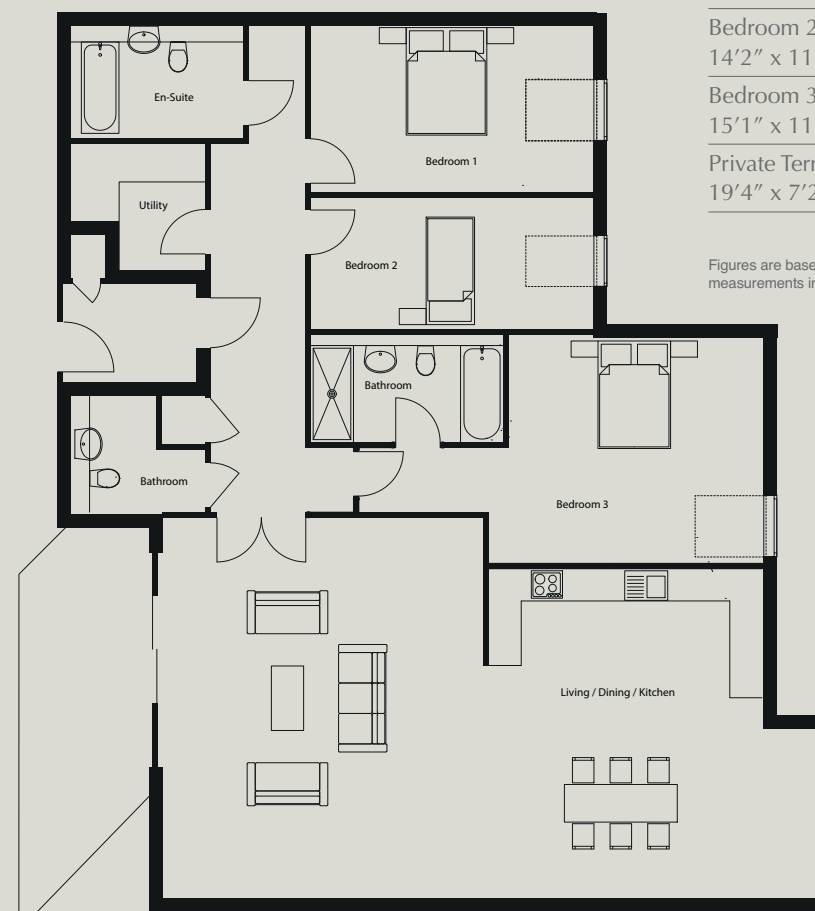 Bedroom 2
14′2″ x 11
Bedroom 3
15′1″ x 11
Private Terr
19′4″ x 7′2
Figures are base
measurements in
En-Suite
Bedroom 1
Utility
Bedroom 2
Bathroom
Bathroom
Bedroom 3
Living / Dining / Kitchen